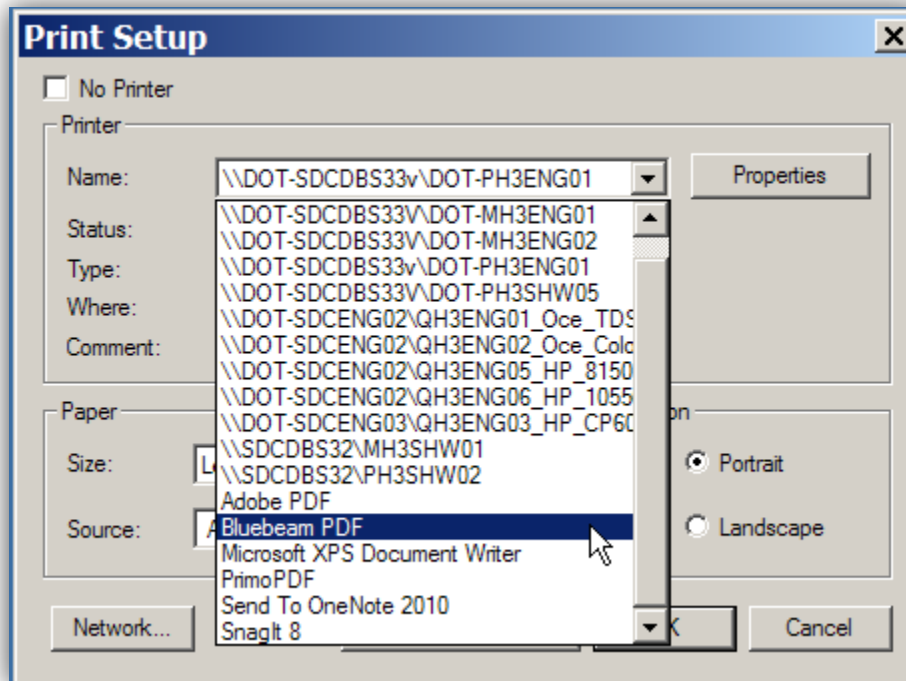 Print Setup
No Printer
Printer
Name:
\\DOT-SDCDBS33v\DOT-PH3ENG01
Properties
\\DOT-SDCDBS33V\DOT-MH3ENG01
Status:
\\DOT-SDCDBS33V\DOT-MH3ENG02
Type:
\\DOT-SDCDBS33v\DOT-PH3ENG01
\\DOT-SDCDBS33V\DOT-PH3SHW05
Where:
\\DOT-SDCENG02\QH3ENG01_Oce_TDS
Comment:
\\DOT-SDCENG02\QH3ENG02_Oce_Colo
\\DOT-SDCENG02\QH3ENG05_HP_8150
\\DOT-SDCENG02\QH3ENG06_HP_1055
\\DOT-SDCENG03\QH3ENG03_HP_CP60
\\SDCDBS32\MH3SHW01
\\SDCDBS32\PH3SHW02
Adobe PDF
Bluebeam PDF
Microsoft XPS Document Writer
PrimoPDF
Send To OneNote 2010
SnagIt 8
Paper
Size:
Source:
Portrait
Landscape
Network...
Cancel